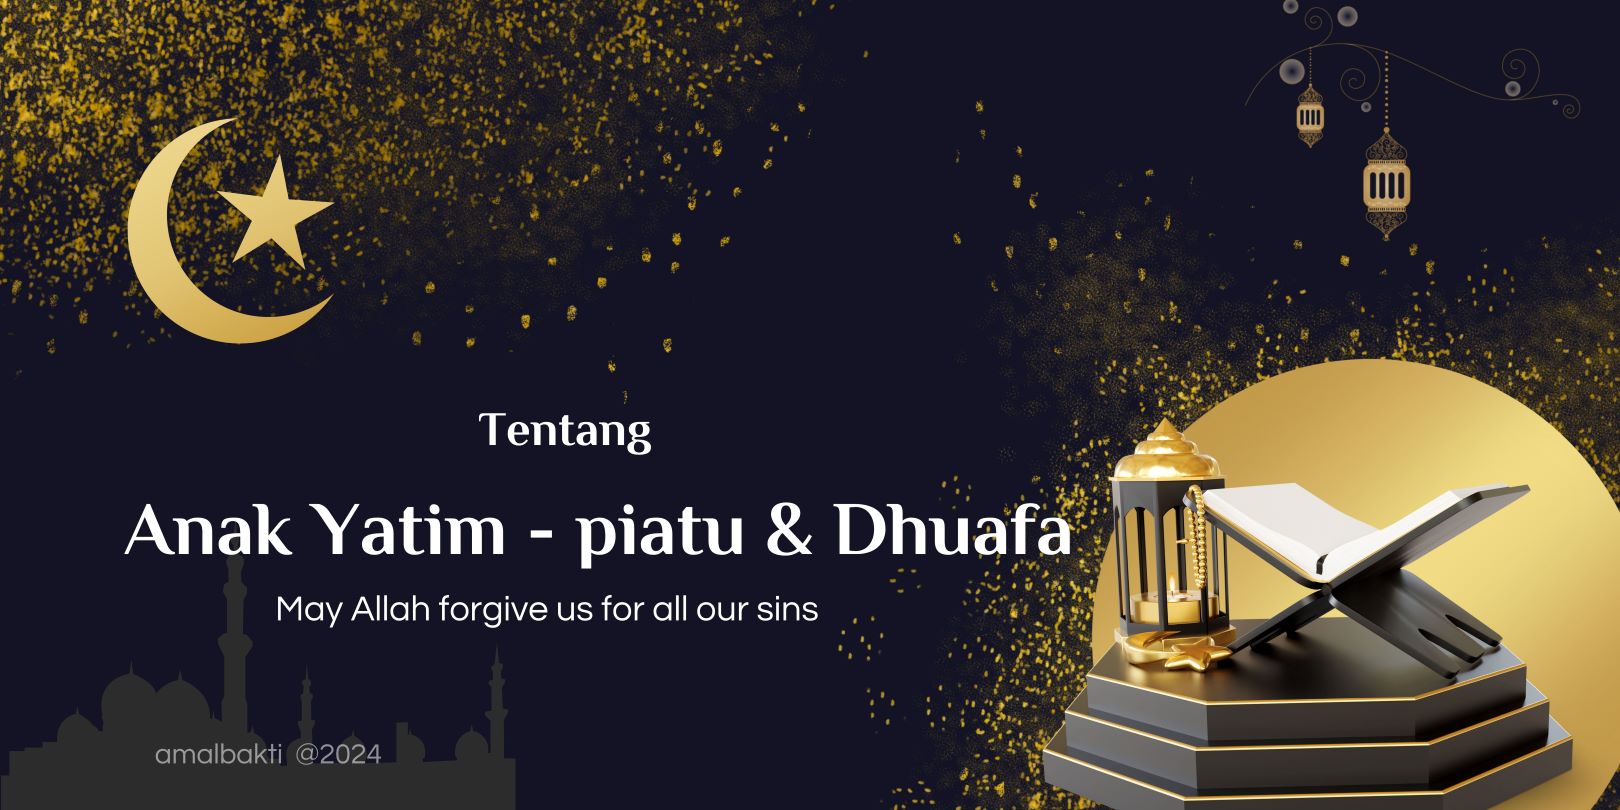 Tentang
Anak Yatim - piatu & Dhuafa
May Allah forgive us for all our sins
amalbakti @2024